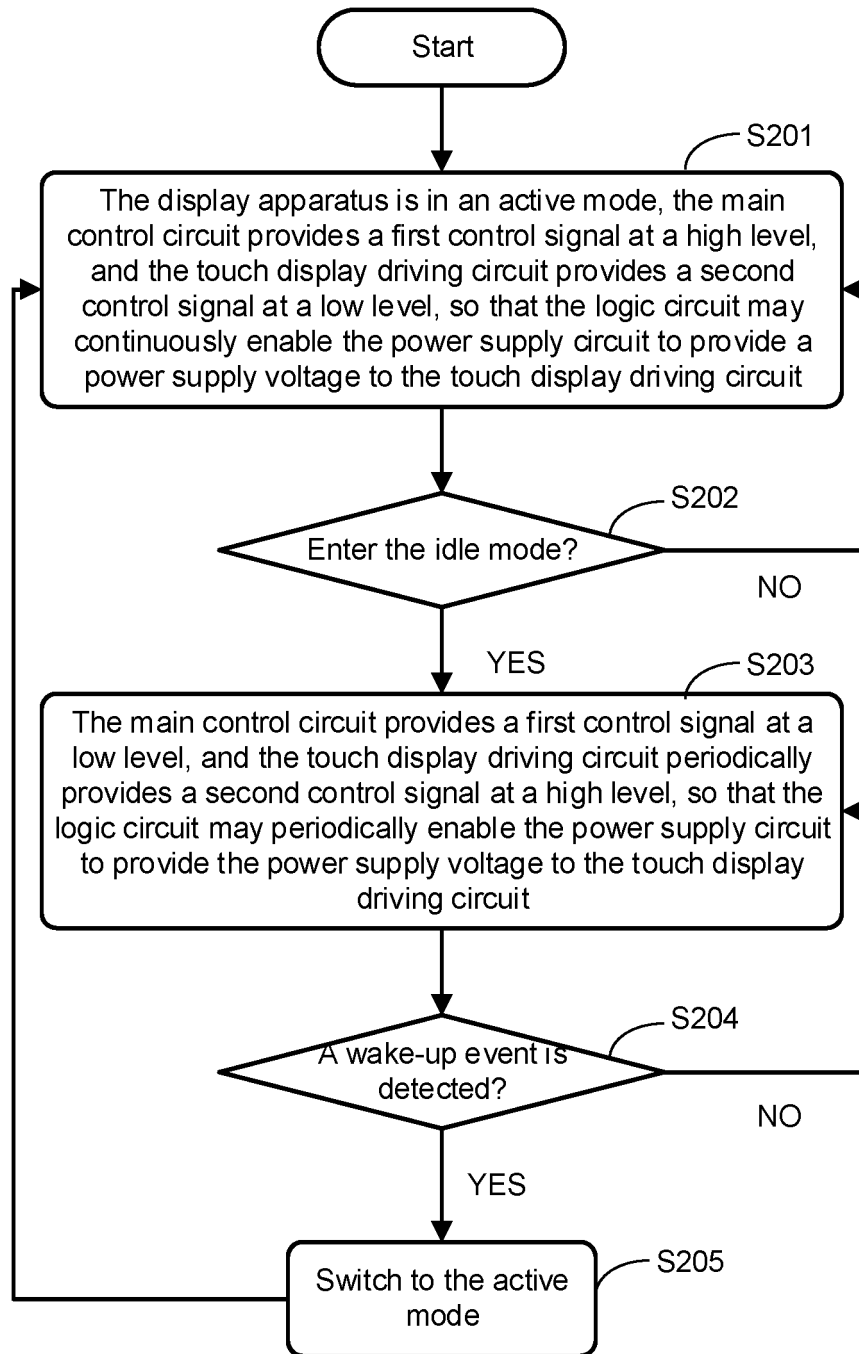 Start
S201
The display apparatus is in an active mode, the main
control circuit provides a first control signal at a high level,
and the touch display driving circuit provides a second
control signal at a low level, so that the logic circuit may
continuously enable the power supply circuit to provide a
power supply voltage to the touch display driving circuit
S202
Enter the idle mode?
NO
YES
S203
The main control circuit provides a first control signal at a
low level, and the touch display driving circuit periodically
provides a second control signal at a high level, so that the
logic circuit may periodically enable the power supply circuit
to provide the power supply voltage to the touch display
driving circuit
S204
A wake-up event is
detected?
NO
YES
S205
Switch to the active
mode